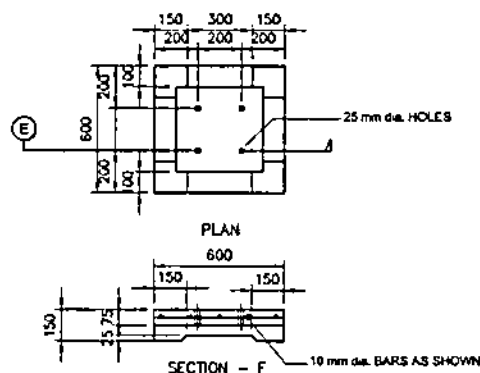 150 300 150
200 200 200
200 100
600
200 100
E
25 mm dia. HOLES
PLAN
600
150 150
150 75
25
10 mm dia. BARS AS SHOWN
SECTION - E